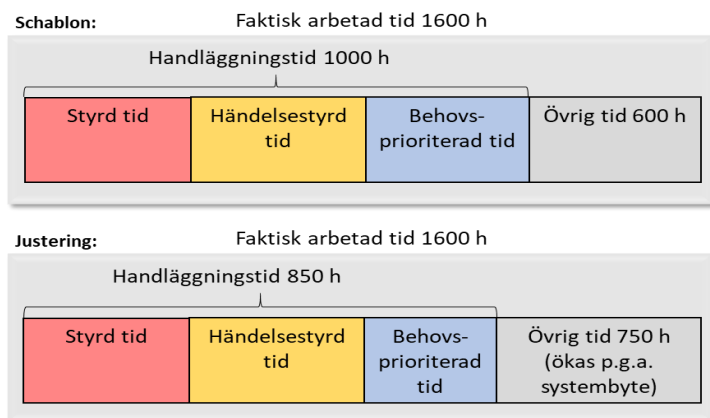 Schablon:
Faktisk arbetad tid 1600 h
Handläggningstid 1000 h
Styrd tid
Händelsestyrd
tid
Behovs-
prioriterad tid
Övrig tid 600 h
Justering:
Faktisk arbetad tid 1600 h
Handläggningstid 850 h
Styrd tid
Händelsestyrd
tid
Behovs-
prioriterad
tid
Övrig tid 750 h
(ökas p.g.a.
systembyte)